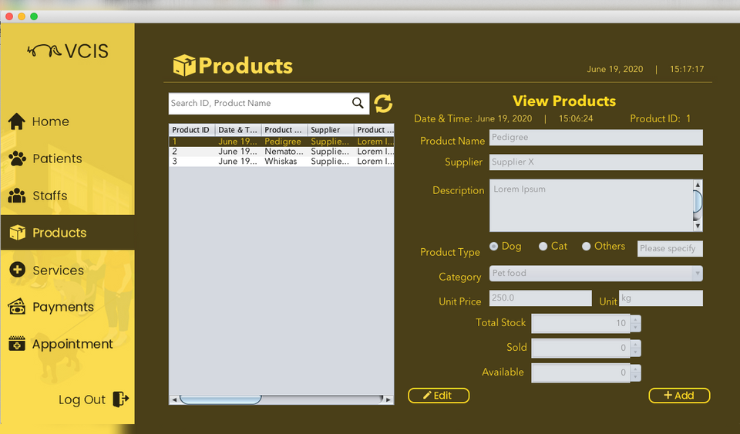 VCIS
Home
Patients
Staffs
Products
Services
Payments
Appointment
Log Out
Products
June 19, 2020 | 15:17:17
Search ID, Product Name
Product ID Date & T... Product ... Supplier Product ...
1 June 19... Pedigree Supplie... Lorem I...
2 June 19... Nemato... Supplie... Lorem I...
3 June 19... Whiskas Supplie... Lorem I...
View Products
Date & Time: June 19, 2020 | 15:06:24 Product ID: 1
Product Name Pedigree
Supplier Supplier X
Description Lorem Ipsum
Product Type Dog Cat Others Please specify
Category Pet food
Unit Price 250.0 Unit kg
Total Stock 10
Sold 0
Available 0
Edit
+ Add